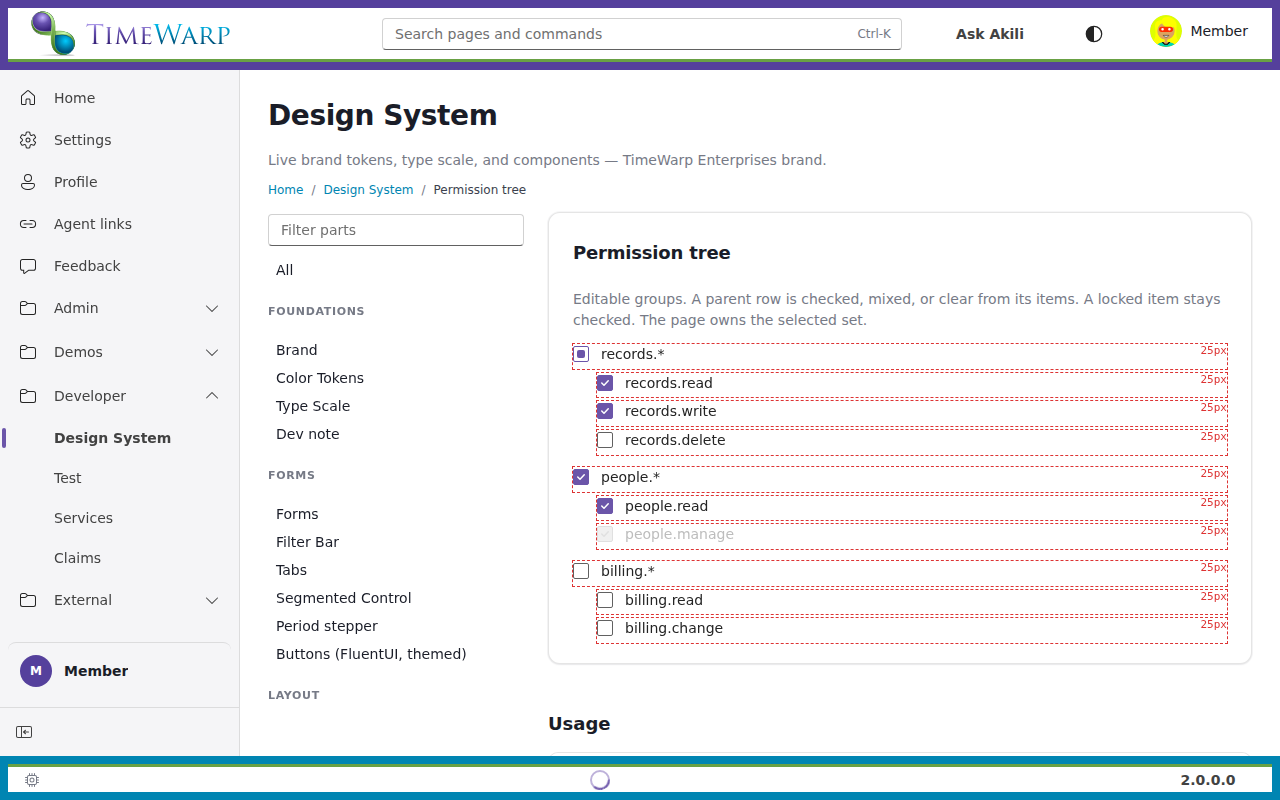 TIMEWARP
Search pages and commands
Ctrl-K
Ask Akili
Member
Home
Settings
Profile
Agent links
Feedback
Admin
Demos
Developer
Design System
Test
Services
Claims
External
M
Member
Design System
Live brand tokens, type scale, and components — TimeWarp Enterprises brand.
Home / Design System / Permission tree
Filter parts
All
FOUNDATIONS
Brand
Color Tokens
Type Scale
Dev note
FORMS
Forms
Filter Bar
Tabs
Segmented Control
Period stepper
Buttons (FluentUI, themed)
LAYOUT
Permission tree
Editable groups. A parent row is checked, mixed, or clear from its items. A locked item stays
checked. The page owns the selected set.
records.* 25px
records.read 25px
records.write 25px
records.delete 25px
people.* 25px
people.read 25px
people.manage 25px
billing.* 25px
billing.read 25px
billing.change 25px
Usage
2.0.0.0